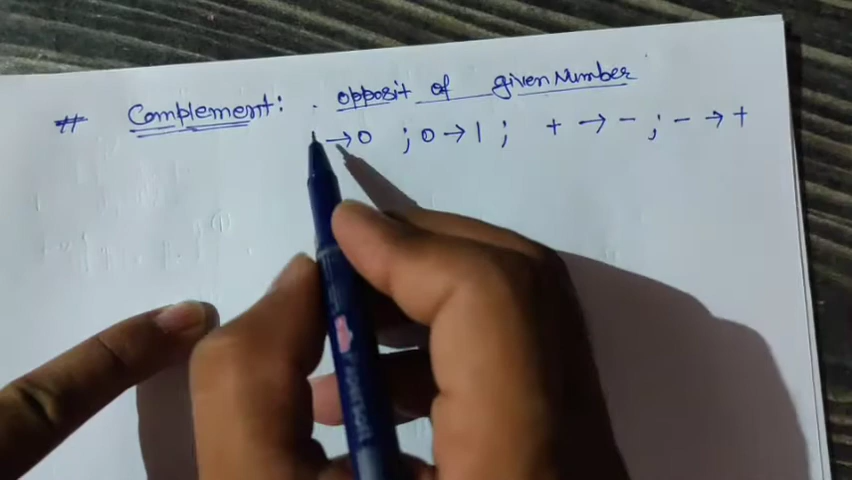 # Complement: . opposit of given Number
1 → 0 ; 0 → 1 ; + → - ; - → +